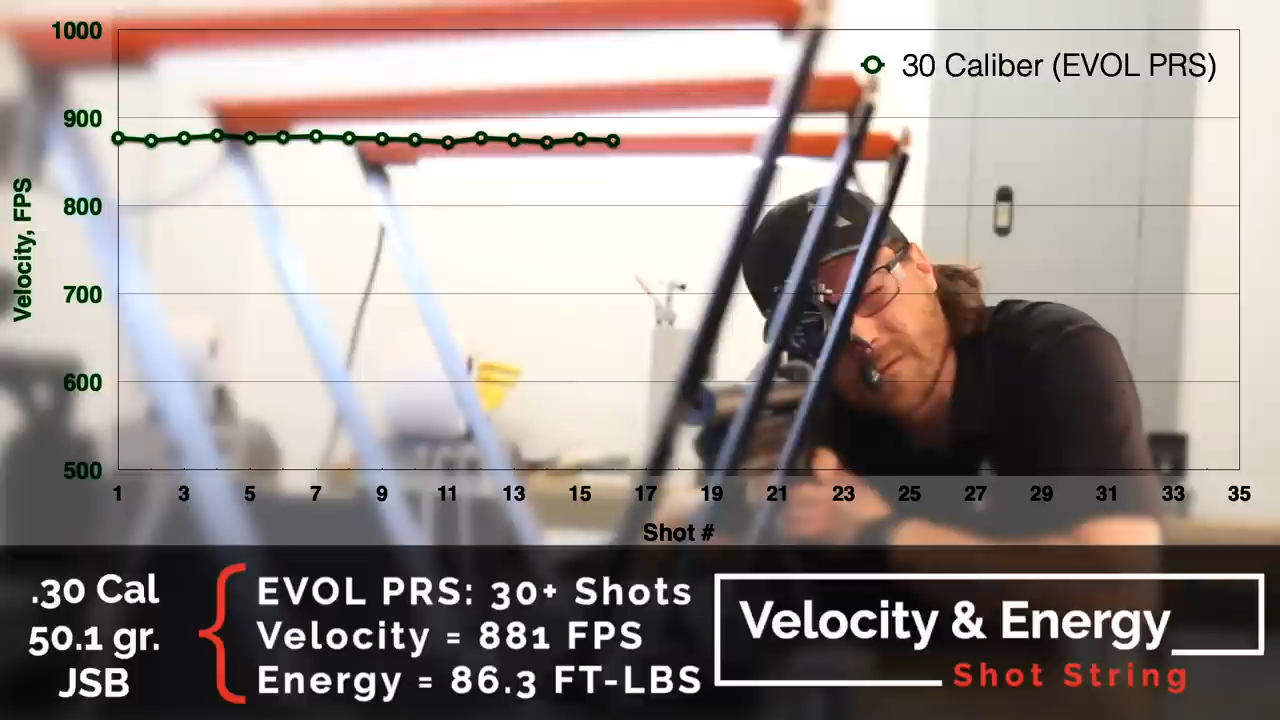 1000
30 Caliber (EVOL PRS)
900
800
Velocity, FPS
700
600
500
1 3 5 7 9 11 13 15 17 19 21 23 25 27 29 31 33 35
Shot #
.30 Cal
50.1 gr.
JSB
EVOL PRS: 30+ Shots
Velocity = 881 FPS
Energy = 86.3 FT-LBS
Velocity & Energy
Shot String